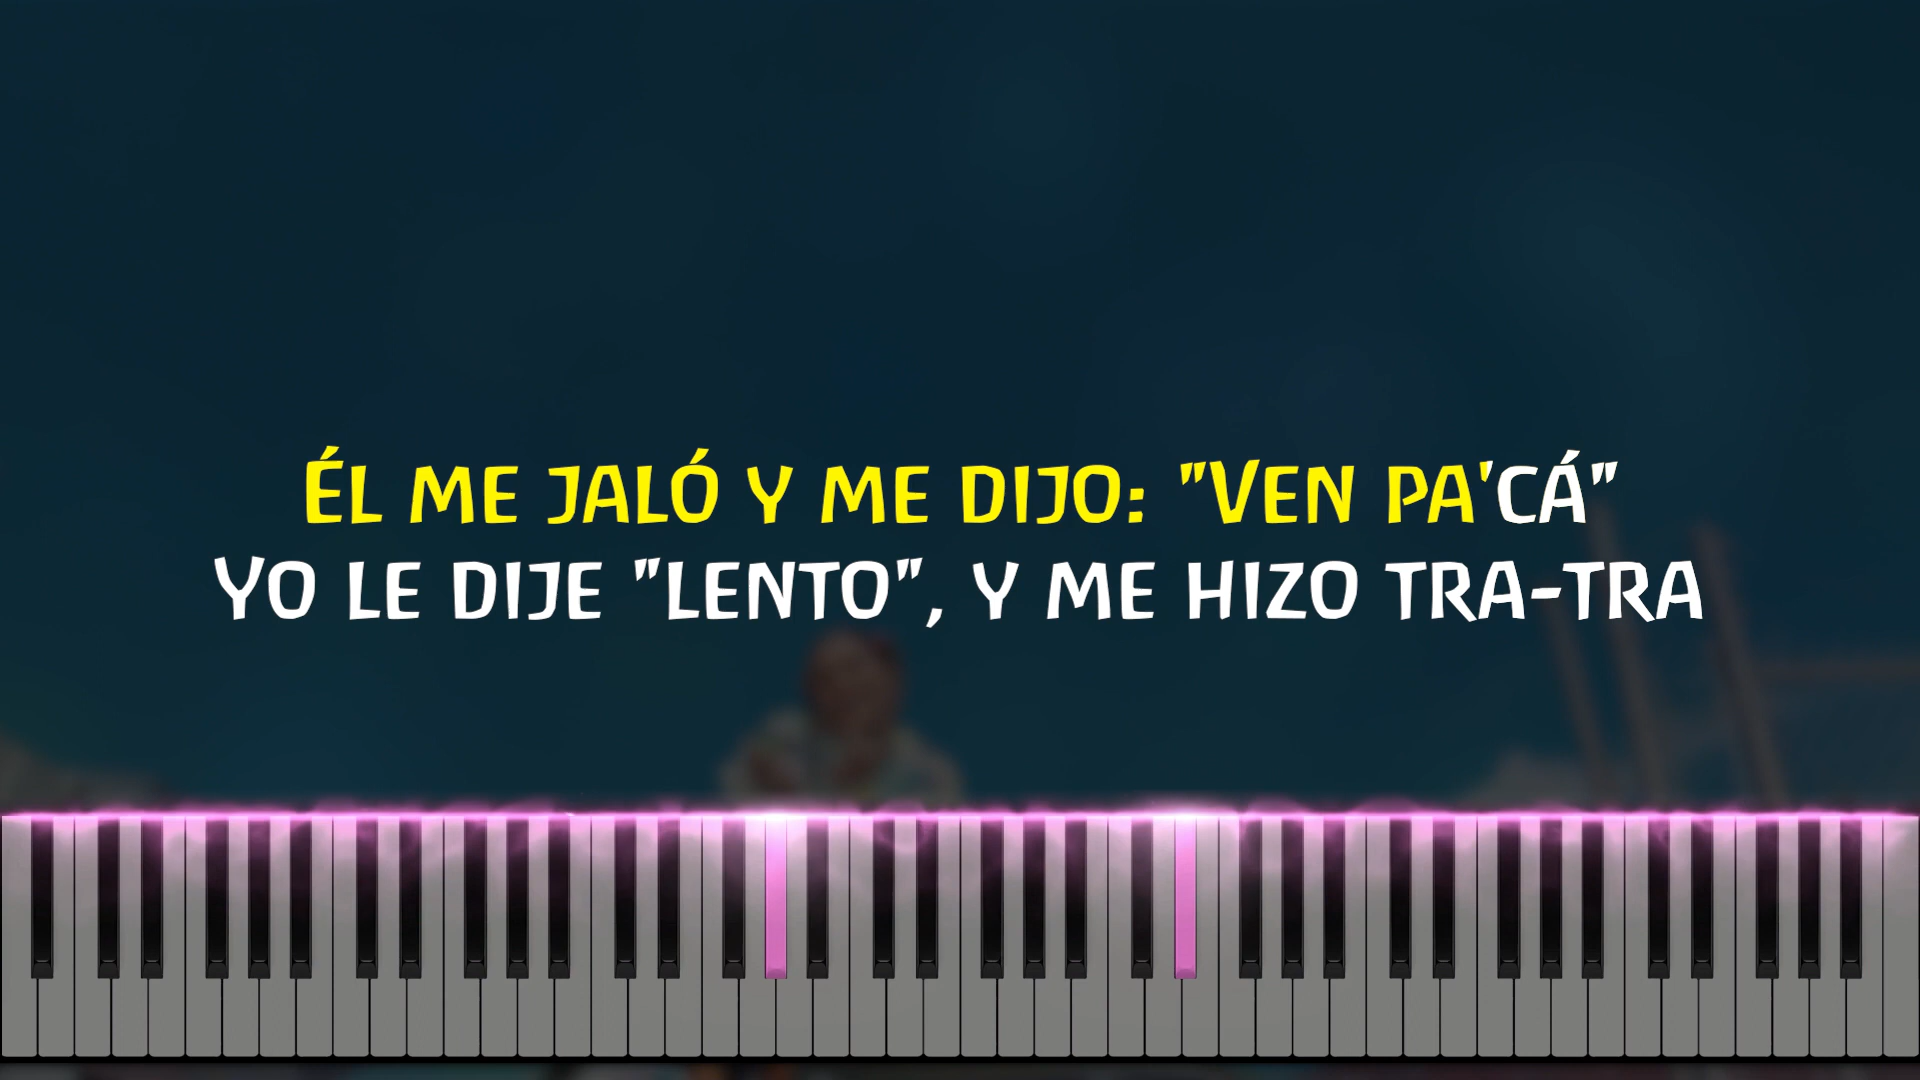 ÉL ME JALÓ Y ME DIJO: "VEN PA'CÁ"
YO LE DIJE "LENTO", Y ME HIZO TRA-TRA